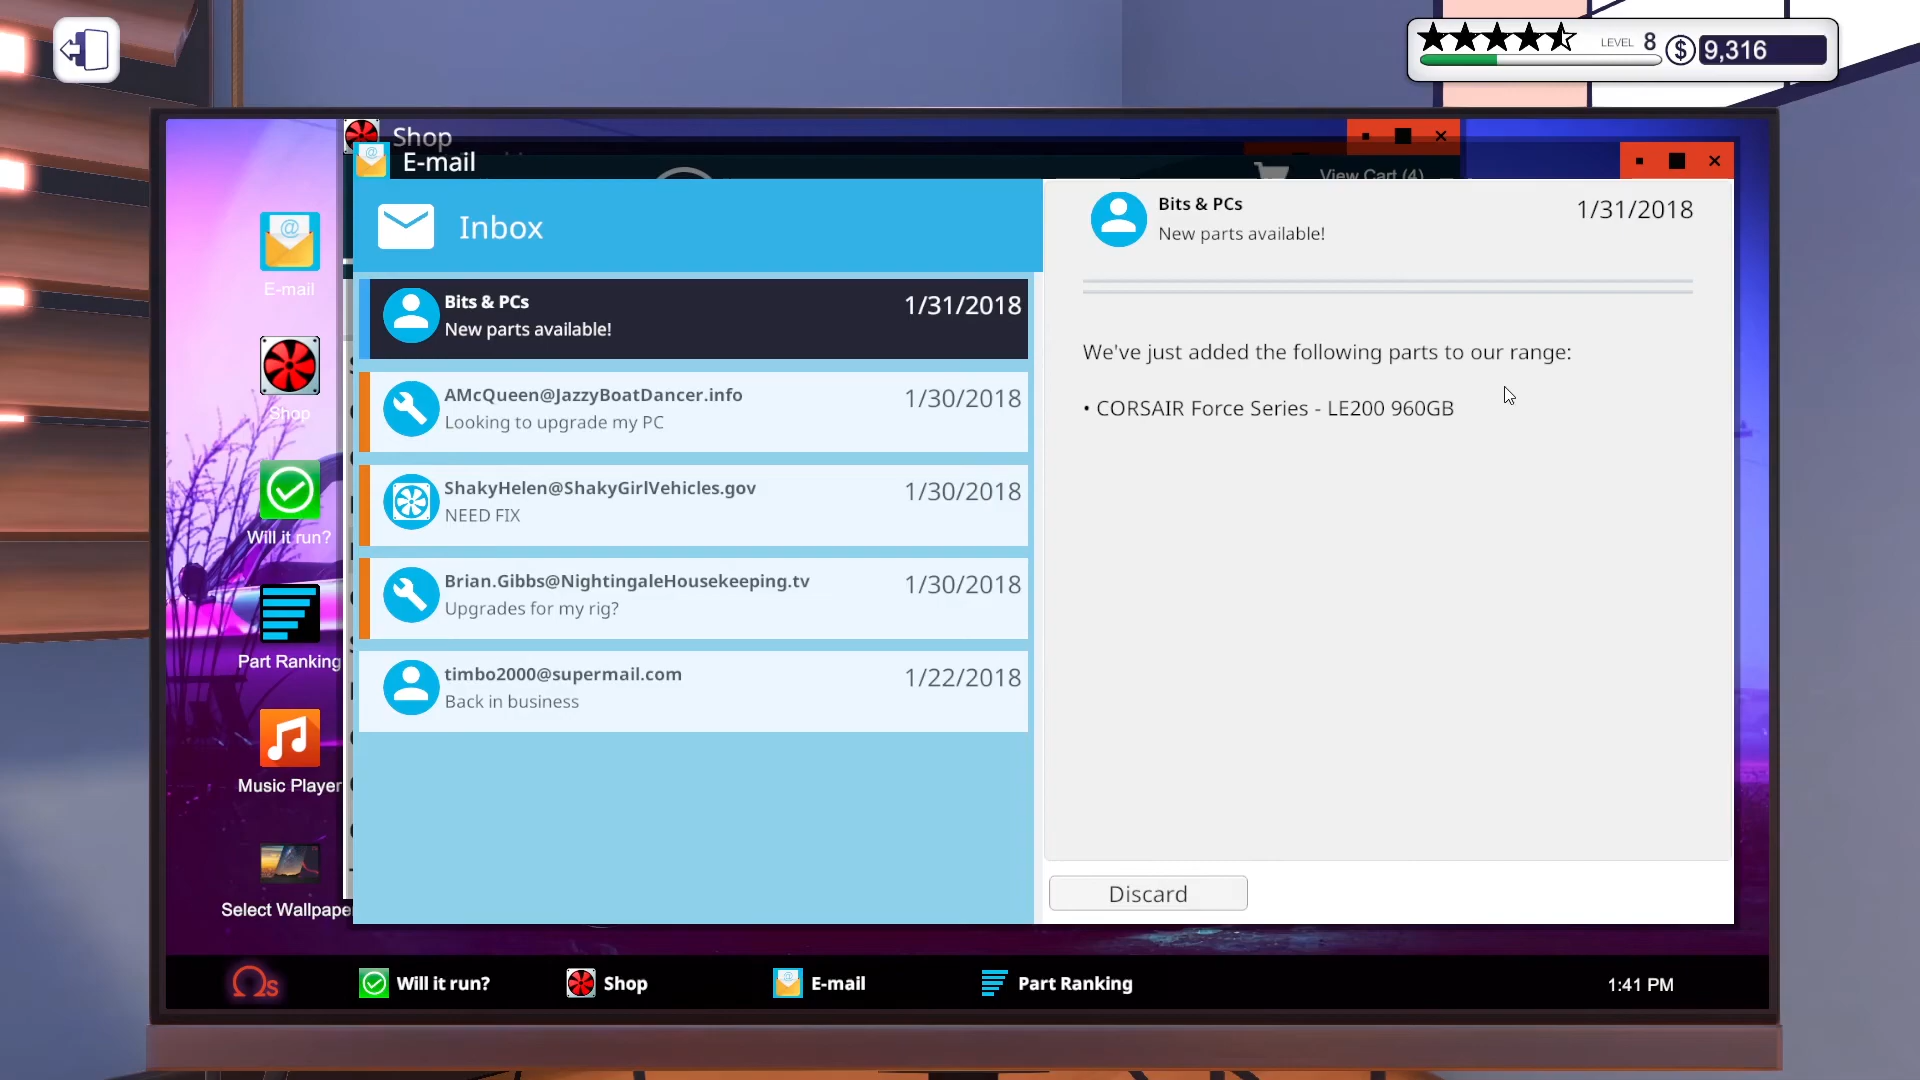 LEVEL 8 $ 9,316
Shop
E-mail
View Cart (4)
Inbox
Bits & PCs
1/31/2018
New parts available!
AMcQueen@JazzyBoatDancer.info
1/30/2018
Looking to upgrade my PC
ShakyHelen@ShakyGirlVehicles.gov
1/30/2018
NEED FIX
Brian.Gibbs@NightingaleHousekeeping.tv
1/30/2018
Upgrades for my rig?
timbo2000@supermail.com
1/22/2018
Back in business
Bits & PCs
1/31/2018
New parts available!
We've just added the following parts to our range:
• CORSAIR Force Series - LE200 960GB
Discard
E-mail
Shop
Will it run?
Part Ranking
Music Player
Select Wallpape
Ωs
Will it run?
Shop
E-mail
Part Ranking
1:41 PM